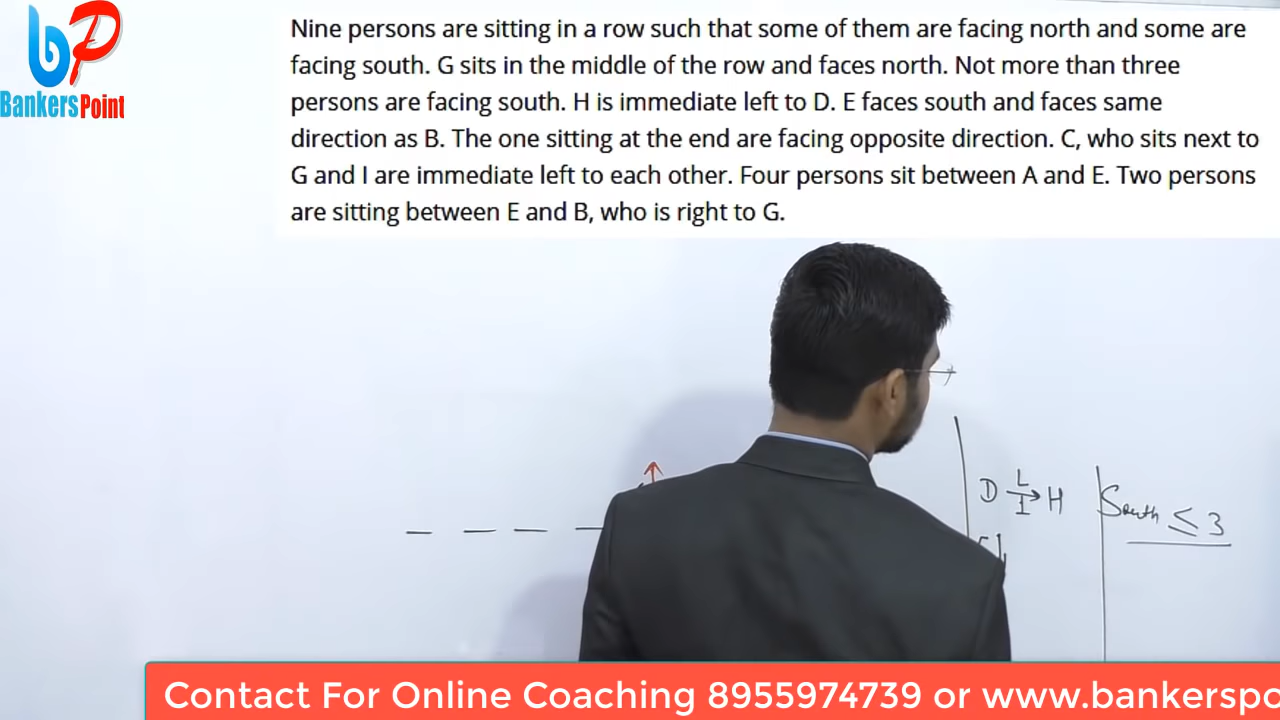 bP
BankersPoint
Nine persons are sitting in a row such that some of them are facing north and some are
facing south. G sits in the middle of the row and faces north. Not more than three
persons are facing south. H is immediate left to D. E faces south and faces same
direction as B. The one sitting at the end are facing opposite direction. C, who sits next to
G and I are immediate left to each other. Four persons sit between A and E. Two persons
are sitting between E and B, who is right to G.
D L I → H
South ≤ 3
Contact For Online Coaching 8955974739 or www.bankerspo